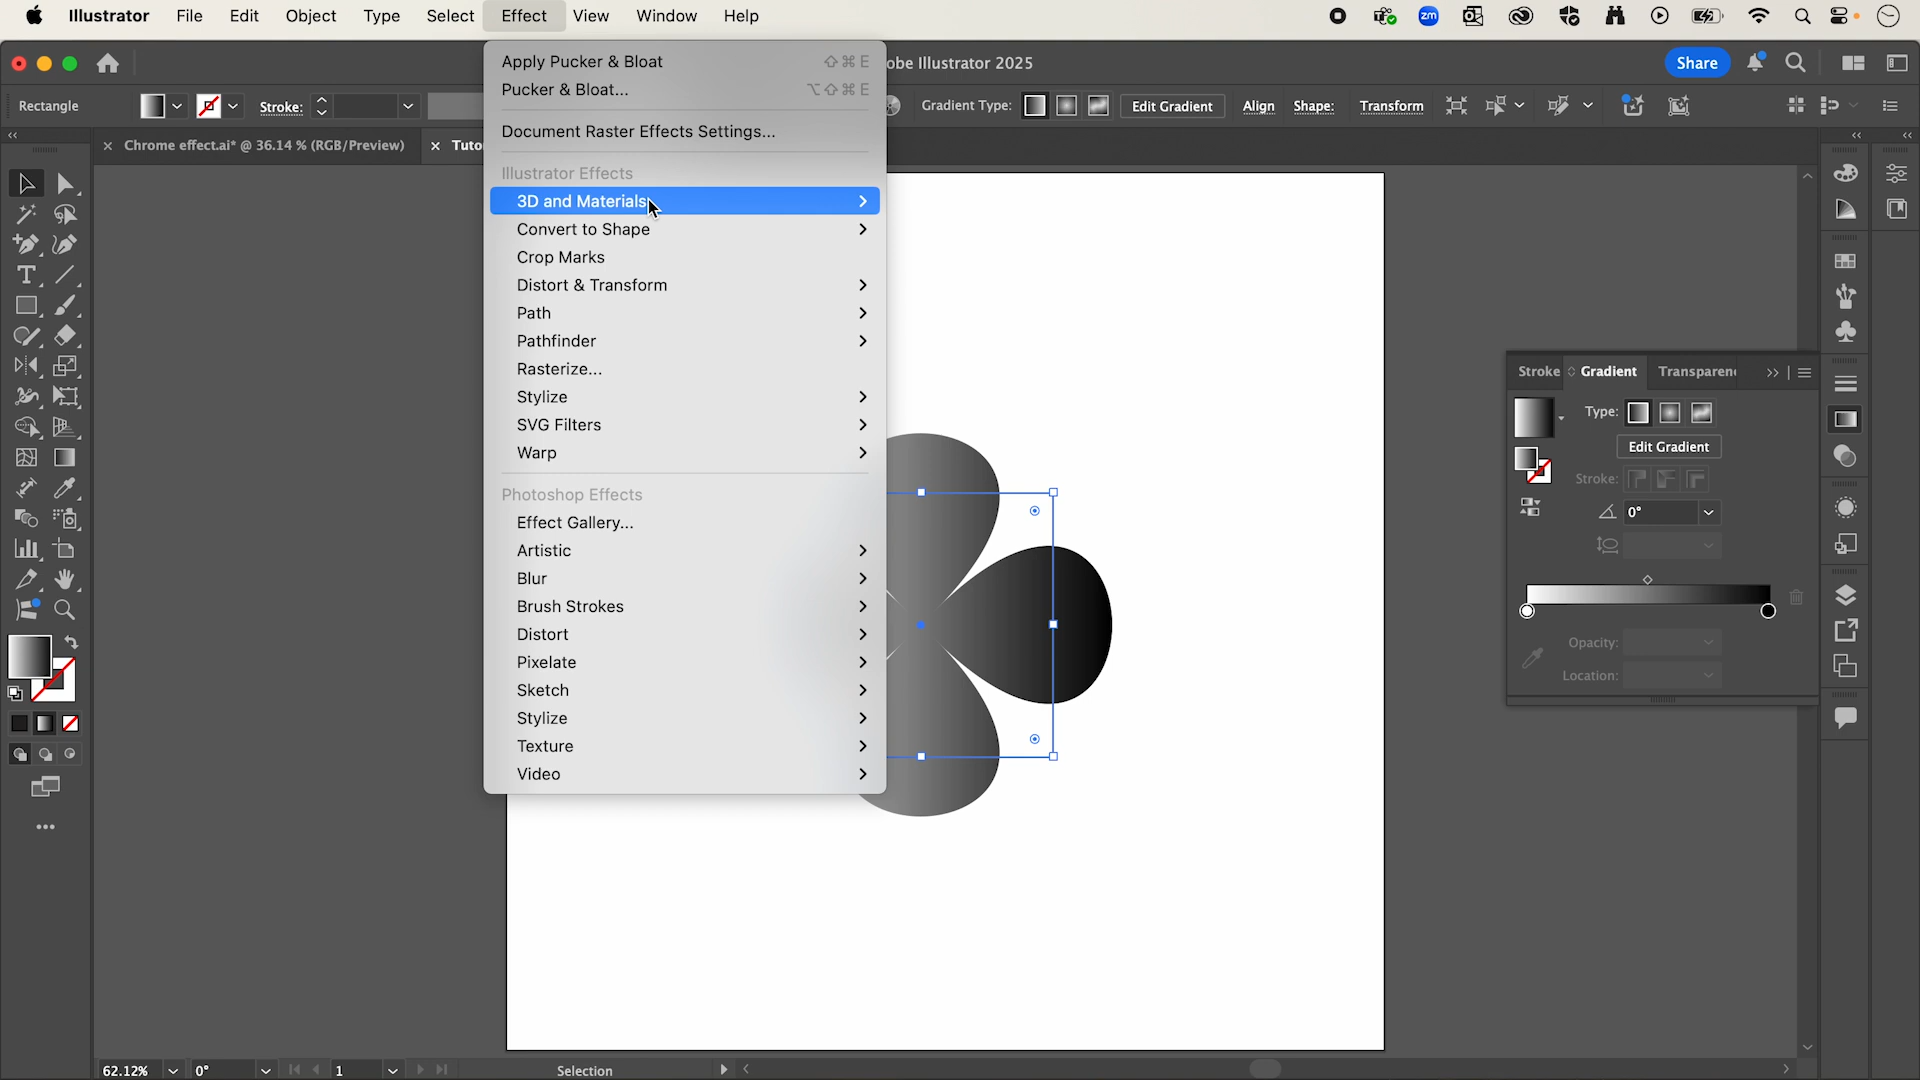 Illustrator File Edit Object Type Select Effect View Window Help
zm
Apply Pucker & Bloat ⇧⌘E
Pucker & Bloat... ⌥⇧⌘E
Document Raster Effects Settings...
Illustrator Effects
3D and Materials
Convert to Shape
Crop Marks
Distort & Transform
Path
Pathfinder
Rasterize...
Stylize
SVG Filters
Warp
Photoshop Effects
Effect Gallery...
Artistic
Blur
Brush Strokes
Distort
Pixelate
Sketch
Stylize
Texture
Video
obe Illustrator 2025
Share
Rectangle Stroke:
Gradient Type: Edit Gradient Align Shape: Transform
Chrome effect.ai* @ 36.14 % (RGB/Preview)
Tuto
Stroke Gradient Transparen
Type:
Edit Gradient
Stroke:
0°
Opacity:
Location:
62.12% 0° 1 Selection